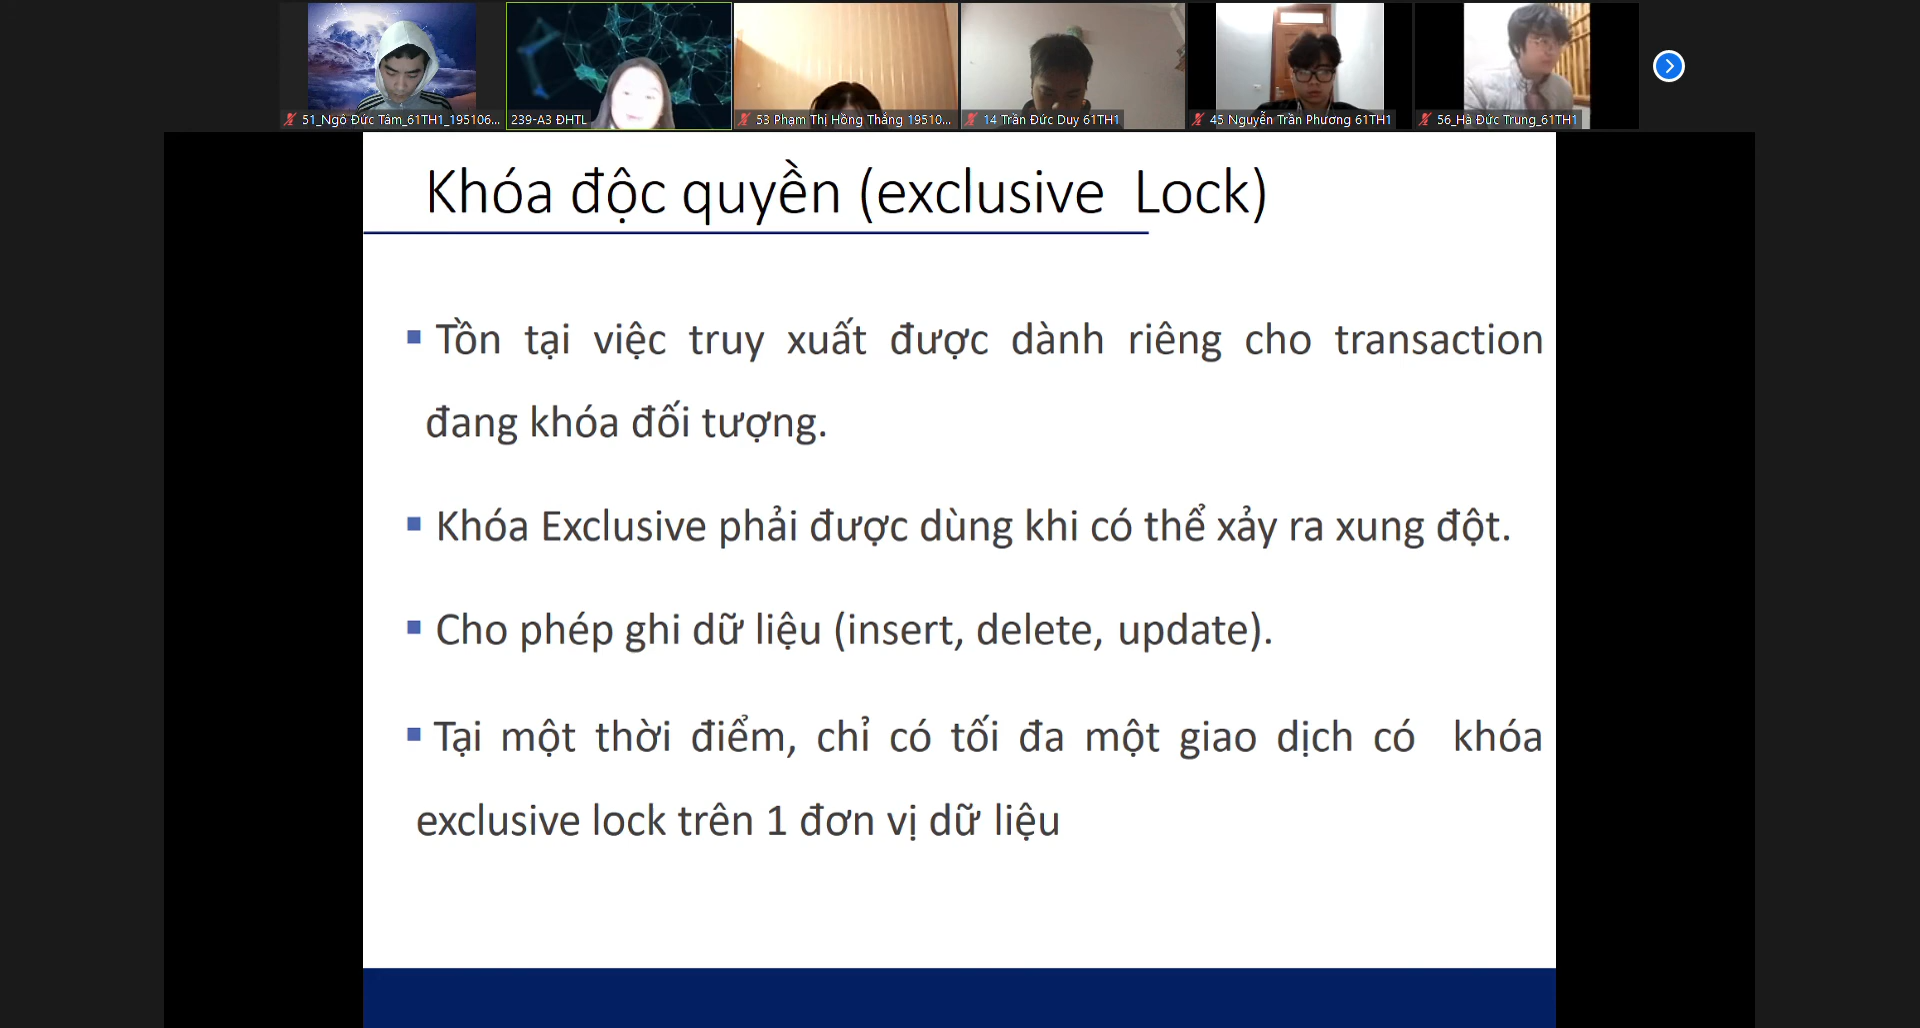 51_Ngô Đức Tâm_61TH1_195106...
239-A3 ĐHTL
53 Phạm Thị Hồng Thắng 19510...
14 Trần Đức Duy 61TH1
45 Nguyễn Trần Phương 61TH1
56_Hà Đức Trung_61TH1
Khóa độc quyền (exclusive Lock)
▪ Tồn tại việc truy xuất được dành riêng cho transaction
đang khóa đối tượng.
▪ Khóa Exclusive phải được dùng khi có thể xảy ra xung đột.
▪ Cho phép ghi dữ liệu (insert, delete, update).
▪ Tại một thời điểm, chỉ có tối đa một giao dịch có khóa
exclusive lock trên 1 đơn vị dữ liệu